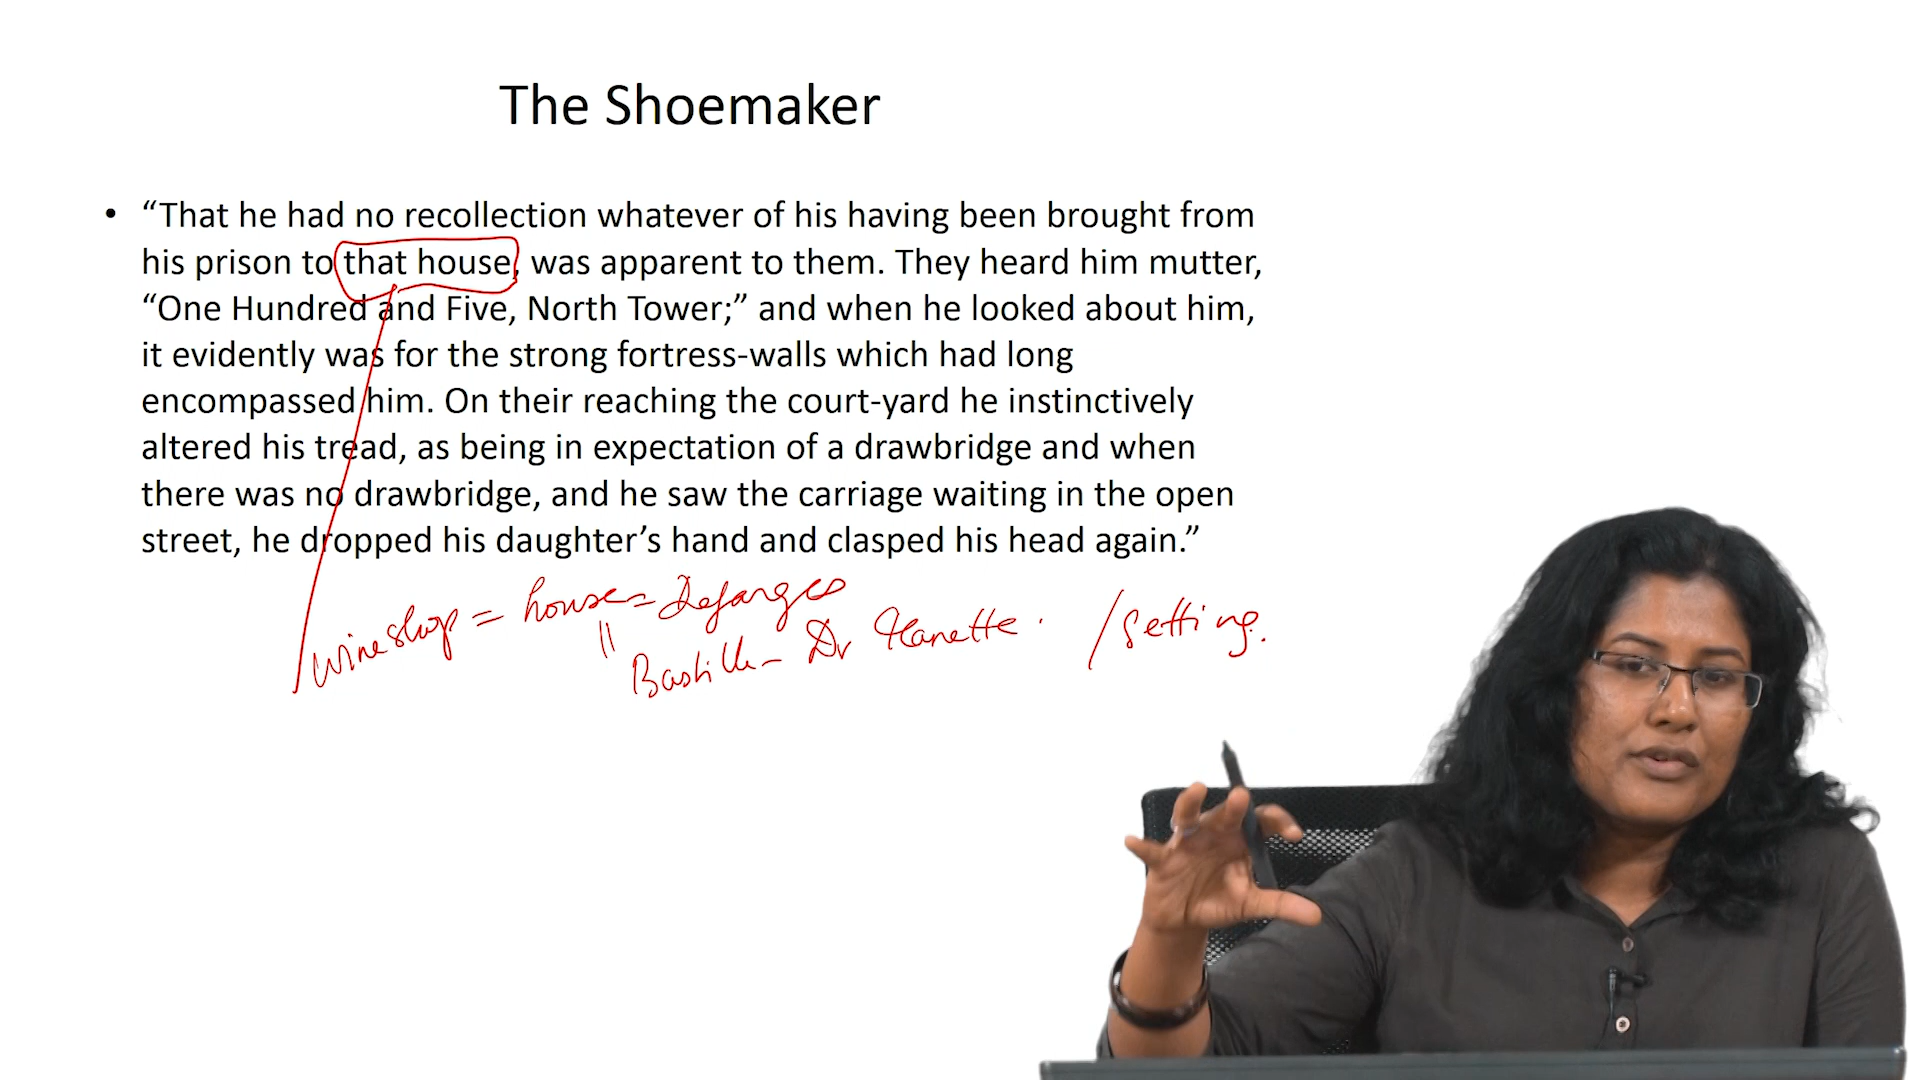 The Shoemaker
• “That he had no recollection whatever of his having been brought from
his prison to that house, was apparent to them. They heard him mutter,
“One Hundred and Five, North Tower;” and when he looked about him,
it evidently was for the strong fortress-walls which had long
encompassed him. On their reaching the court-yard he instinctively
altered his tread, as being in expectation of a drawbridge and when
there was no drawbridge, and he saw the carriage waiting in the open
street, he dropped his daughter’s hand and clasped his head again.”
Wineshop = house = Defarges
Bastille - Dr Manette. / Setting.